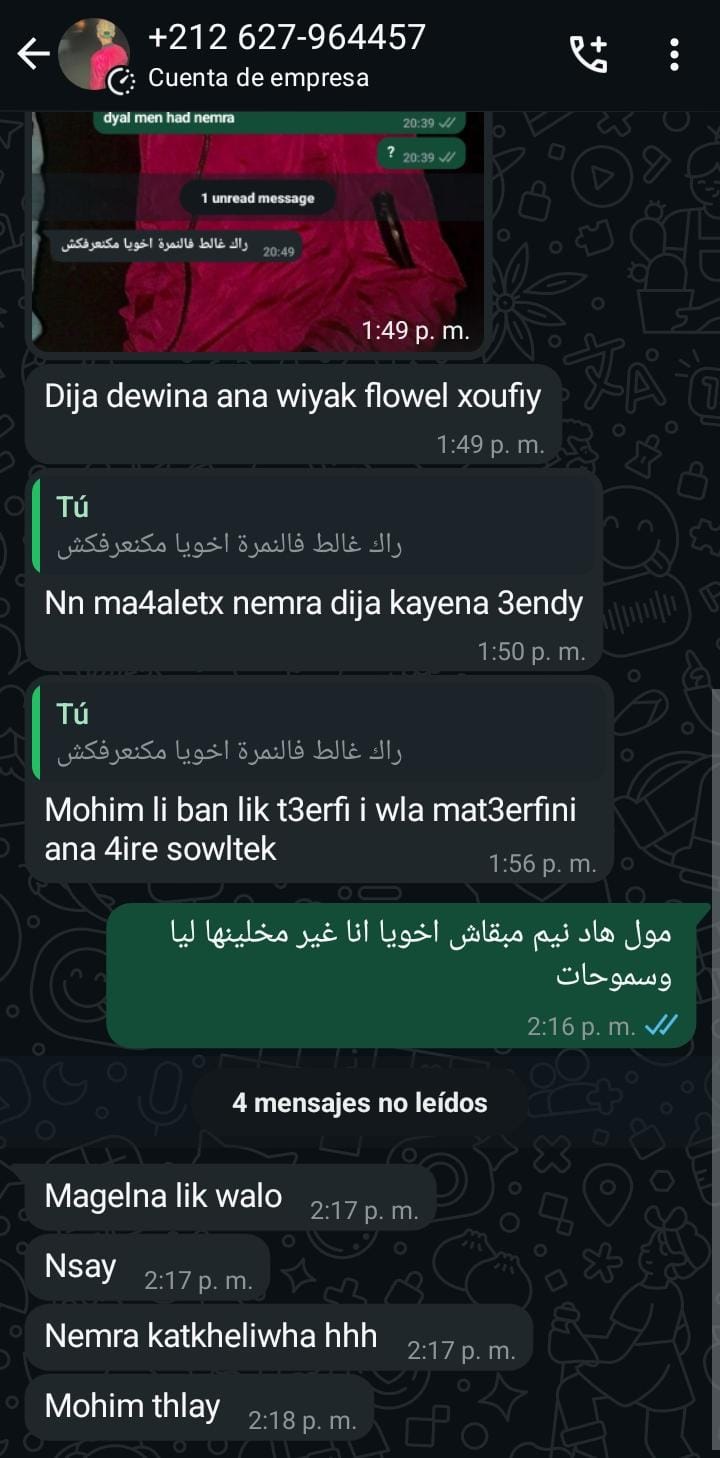 +212 627-964457
Cuenta de empresa
dyal men had nemra
20:39
?
20:39
1 unread message
راك غالط فالنمرة اخويا مكنعرفكش
20:49
1:49 p. m.
Dija dewina ana wiyak flowel xoufiy
1:49 p. m.
Tú
راك غالط فالنمرة اخويا مكنعرفكش
Nn ma4aletx nemra dija kayena 3endy
1:50 p. m.
Tú
راك غالط فالنمرة اخويا مكنعرفكش
Mohim li ban lik t3erfi i wla mat3erfini
ana 4ire sowltek
1:56 p. m.
مول هاد نيم مبقاش اخويا انا غير مخلينها ليا
وسموحات
2:16 p. m.
4 mensajes no leídos
Magelna lik walo
2:17 p. m.
Nsay
2:17 p. m.
Nemra katkheliwha hhh
2:17 p. m.
Mohim thlay
2:18 p. m.